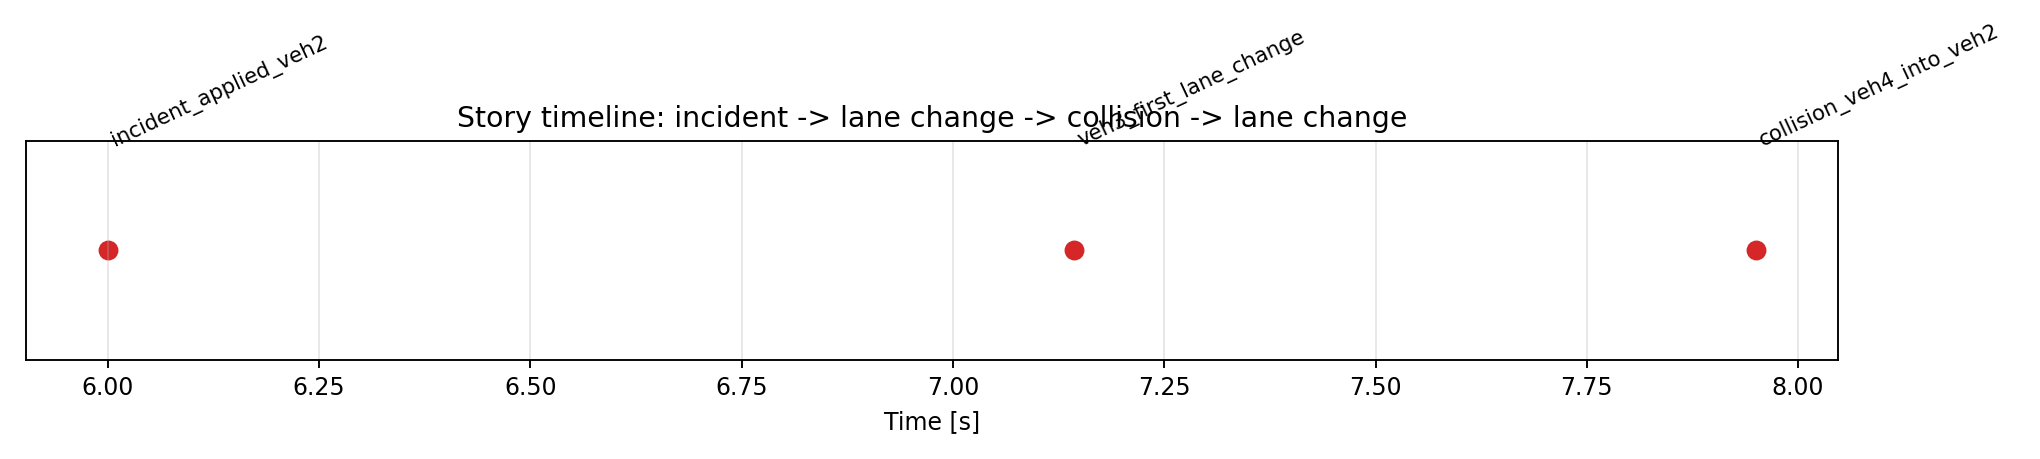 incident_applied_veh2
veh3_first_lane_change
collision_veh4_into_veh2
Story timeline: incident -> lane change -> collision -> lane change
6.00
6.25
6.50
6.75
7.00
7.25
7.50
7.75
8.00
Time [s]